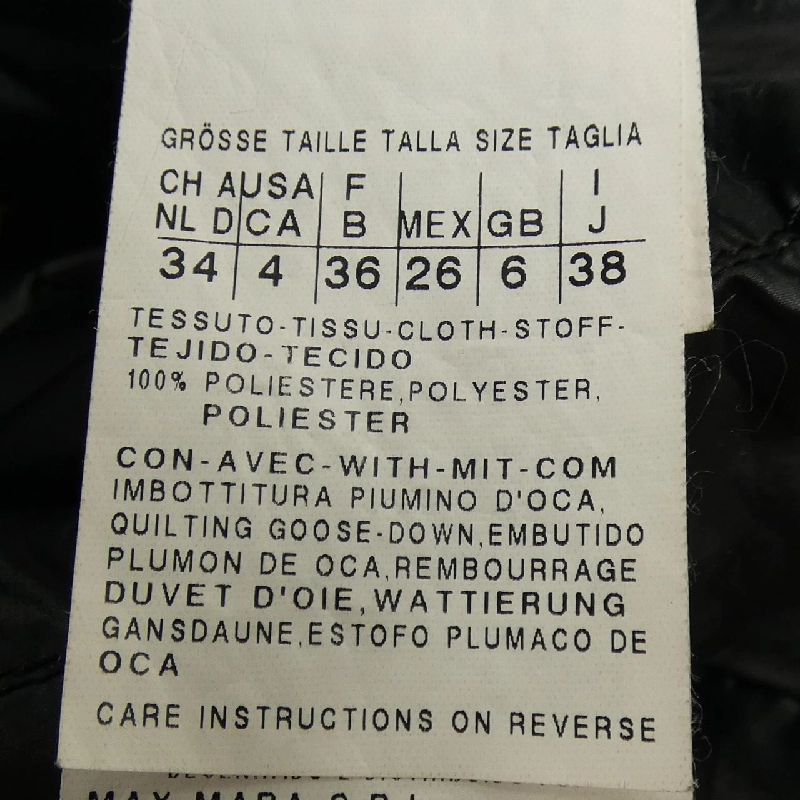 GRÖSSE TAILLE TALLA SIZE TAGLIA
CH A USA F I
NL D CA B MEX GB J
34 4 36 26 6 38
TESSUTO-TISSU-CLOTH-STOFF-
TEJIDO-TECIDO
100% POLIESTERE,POLYESTER,
POLIESTER
CON-AVEC-WITH-MIT-COM
IMBOTTITURA PIUMINO D'OCA,
QUILTING GOOSE-DOWN,EMBUTIDO
PLUMON DE OCA,REMBOURRAGE
DUVET D'OIE,WATTIERUNG
GANSDAUNE,ESTOFO PLUMACO DE
OCA
CARE INSTRUCTIONS ON REVERSE
MAX MARA S.R.L.